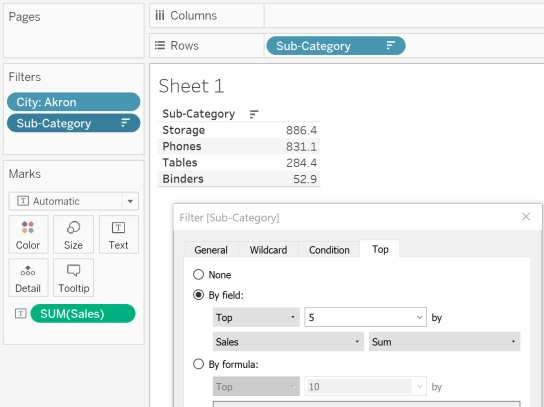 Pages
Columns
Rows
Sub-Category
Filters
City: Akron
Sub-Category
Marks
T Automatic
Color
Size
T
Text
Detail
Tooltip
T SUM(Sales)
Sheet 1
Sub-Category
Storage 886.4
Phones 831.1
Tables 284.4
Binders 52.9
Filter [Sub-Category]
General Wildcard Condition Top
None
By field:
Top 5 by
Sales Sum
By formula:
Top 10 by